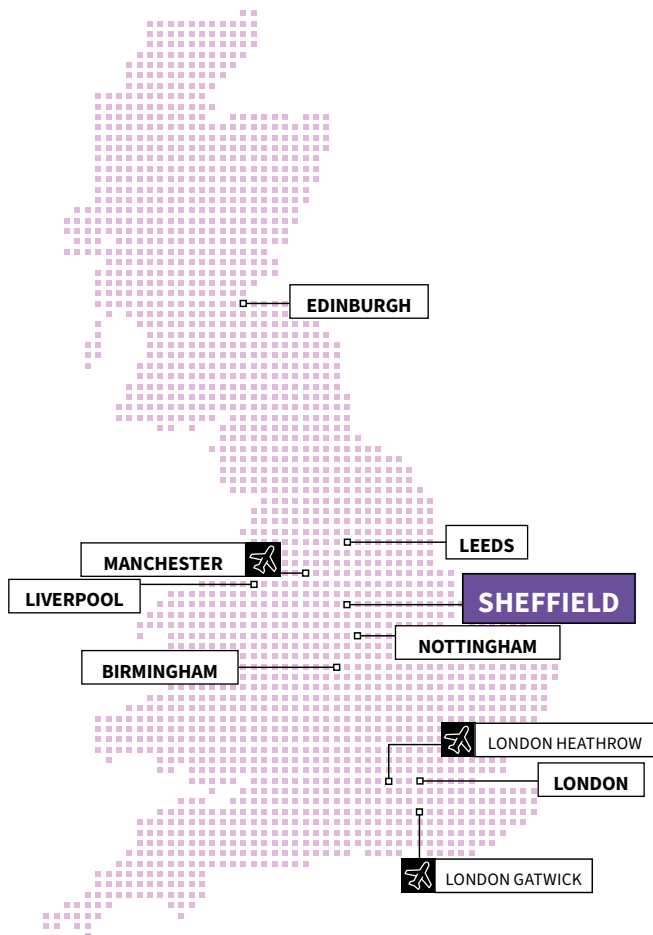 EDINBURGH
LEEDS
MANCHESTER
SHEFFIELD
LIVERPOOL
NOTTINGHAM
BIRMINGHAM
LONDON HEATHROW
LONDON
LONDON GATWICK